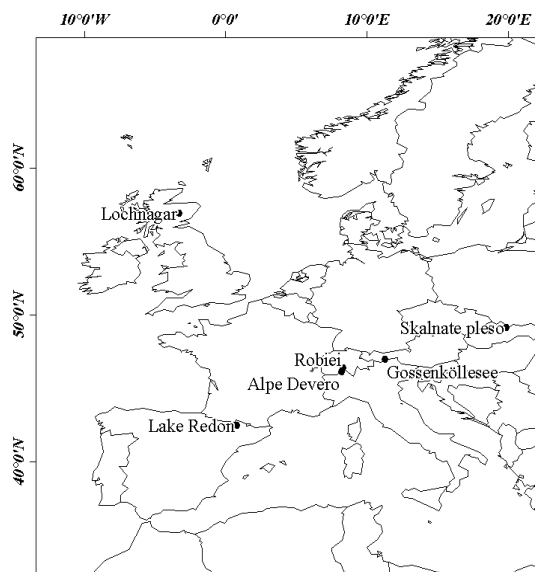 10°0'W 0°0' 10°0'E 20°0'E
60°0'N
Lochnagar
50°0'N
Skalnate pleso
Robiei
Gossenköllesee
Alpe Devero
Lake Redon
40°0'N